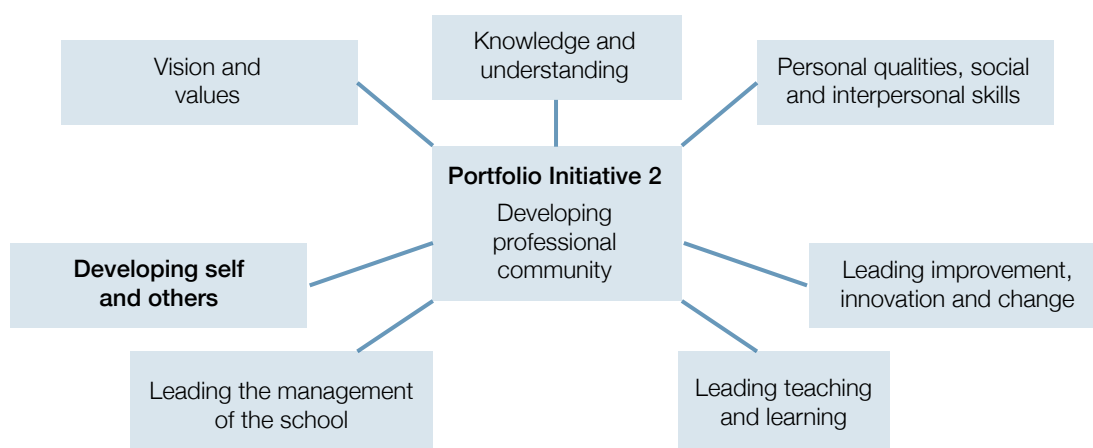 Knowledge and
understanding
Vision and
values
Personal qualities, social
and interpersonal skills
Portfolio Initiative 2
Developing
professional
community
Developing self
and others
Leading improvement,
innovation and change
Leading the management
of the school
Leading teaching
and learning